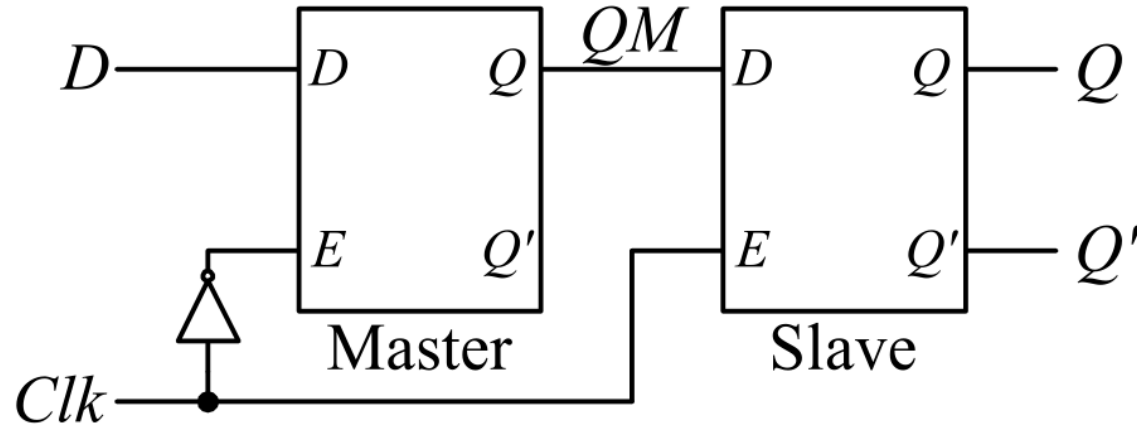 QM
D D Q D Q Q
E Q' E Q' Q'
Master Slave
Clk